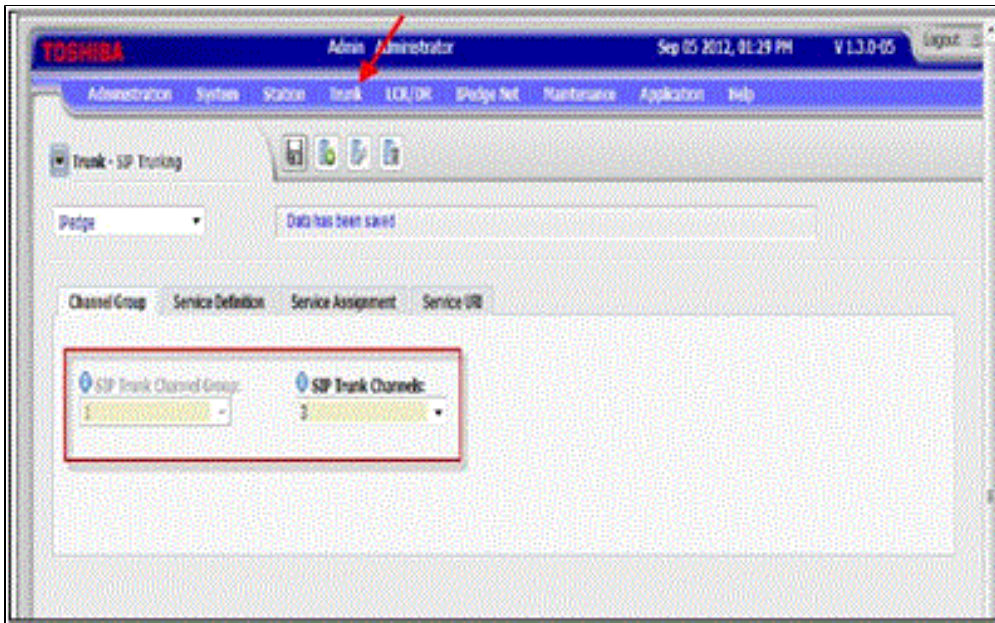 TOSHIBA Admin Administrator Sep 05 2012, 01:29 PM V 1.3.0-05 Logout
Administration System Station Trunk LCR/DR IPedge Net Maintenance Application Help
Trunk - SIP Trunking
IPedge Data has been saved
Channel Group Service Definition Service Assignment Service URI
SIP Trunk Channel Group: SIP Trunk Channels:
1 3